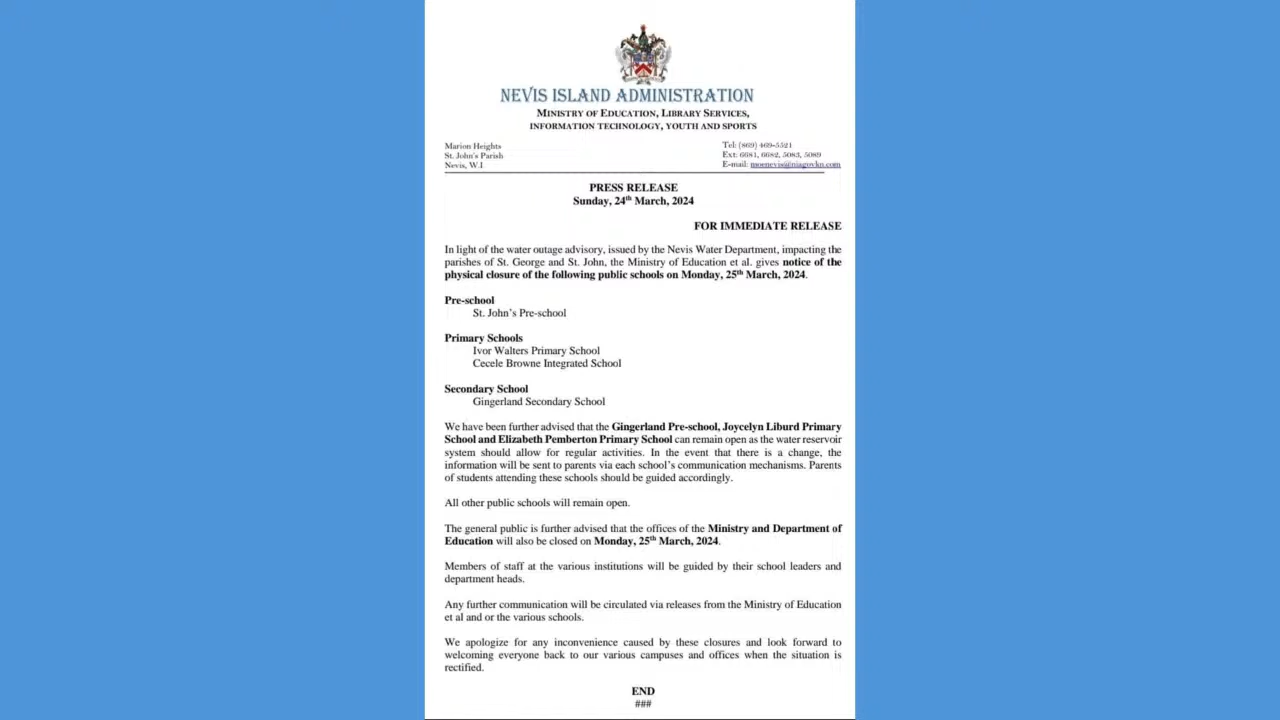 NEVIS ISLAND ADMINISTRATION
MINISTRY OF EDUCATION, LIBRARY SERVICES,
INFORMATION TECHNOLOGY, YOUTH AND SPORTS
Marion Heights
St. John's Parish
Nevis, W.I
Tel: (869) 469-5521
Ext: 6681, 6682, 5083, 5089
E-mail: moenevis@niagovkn.com
PRESS RELEASE
Sunday, 24th March, 2024
FOR IMMEDIATE RELEASE
In light of the water outage advisory, issued by the Nevis Water Department, impacting the
parishes of St. George and St. John, the Ministry of Education et al. gives notice of the
physical closure of the following public schools on Monday, 25th March, 2024.
Pre-school
St. John's Pre-school
Primary Schools
Ivor Walters Primary School
Cecele Browne Integrated School
Secondary School
Gingerland Secondary School
We have been further advised that the Gingerland Pre-school, Joycelyn Liburd Primary
School and Elizabeth Pemberton Primary School can remain open as the water reservoir
system should allow for regular activities. In the event that there is a change, the
information will be sent to parents via each school's communication mechanisms. Parents
of students attending these schools should be guided accordingly.
All other public schools will remain open.
The general public is further advised that the offices of the Ministry and Department of
Education will also be closed on Monday, 25th March, 2024.
Members of staff at the various institutions will be guided by their school leaders and
department heads.
Any further communication will be circulated via releases from the Ministry of Education
et al and or the various schools.
We apologize for any inconvenience caused by these closures and look forward to
welcoming everyone back to our various campuses and offices when the situation is
rectified.
END
###